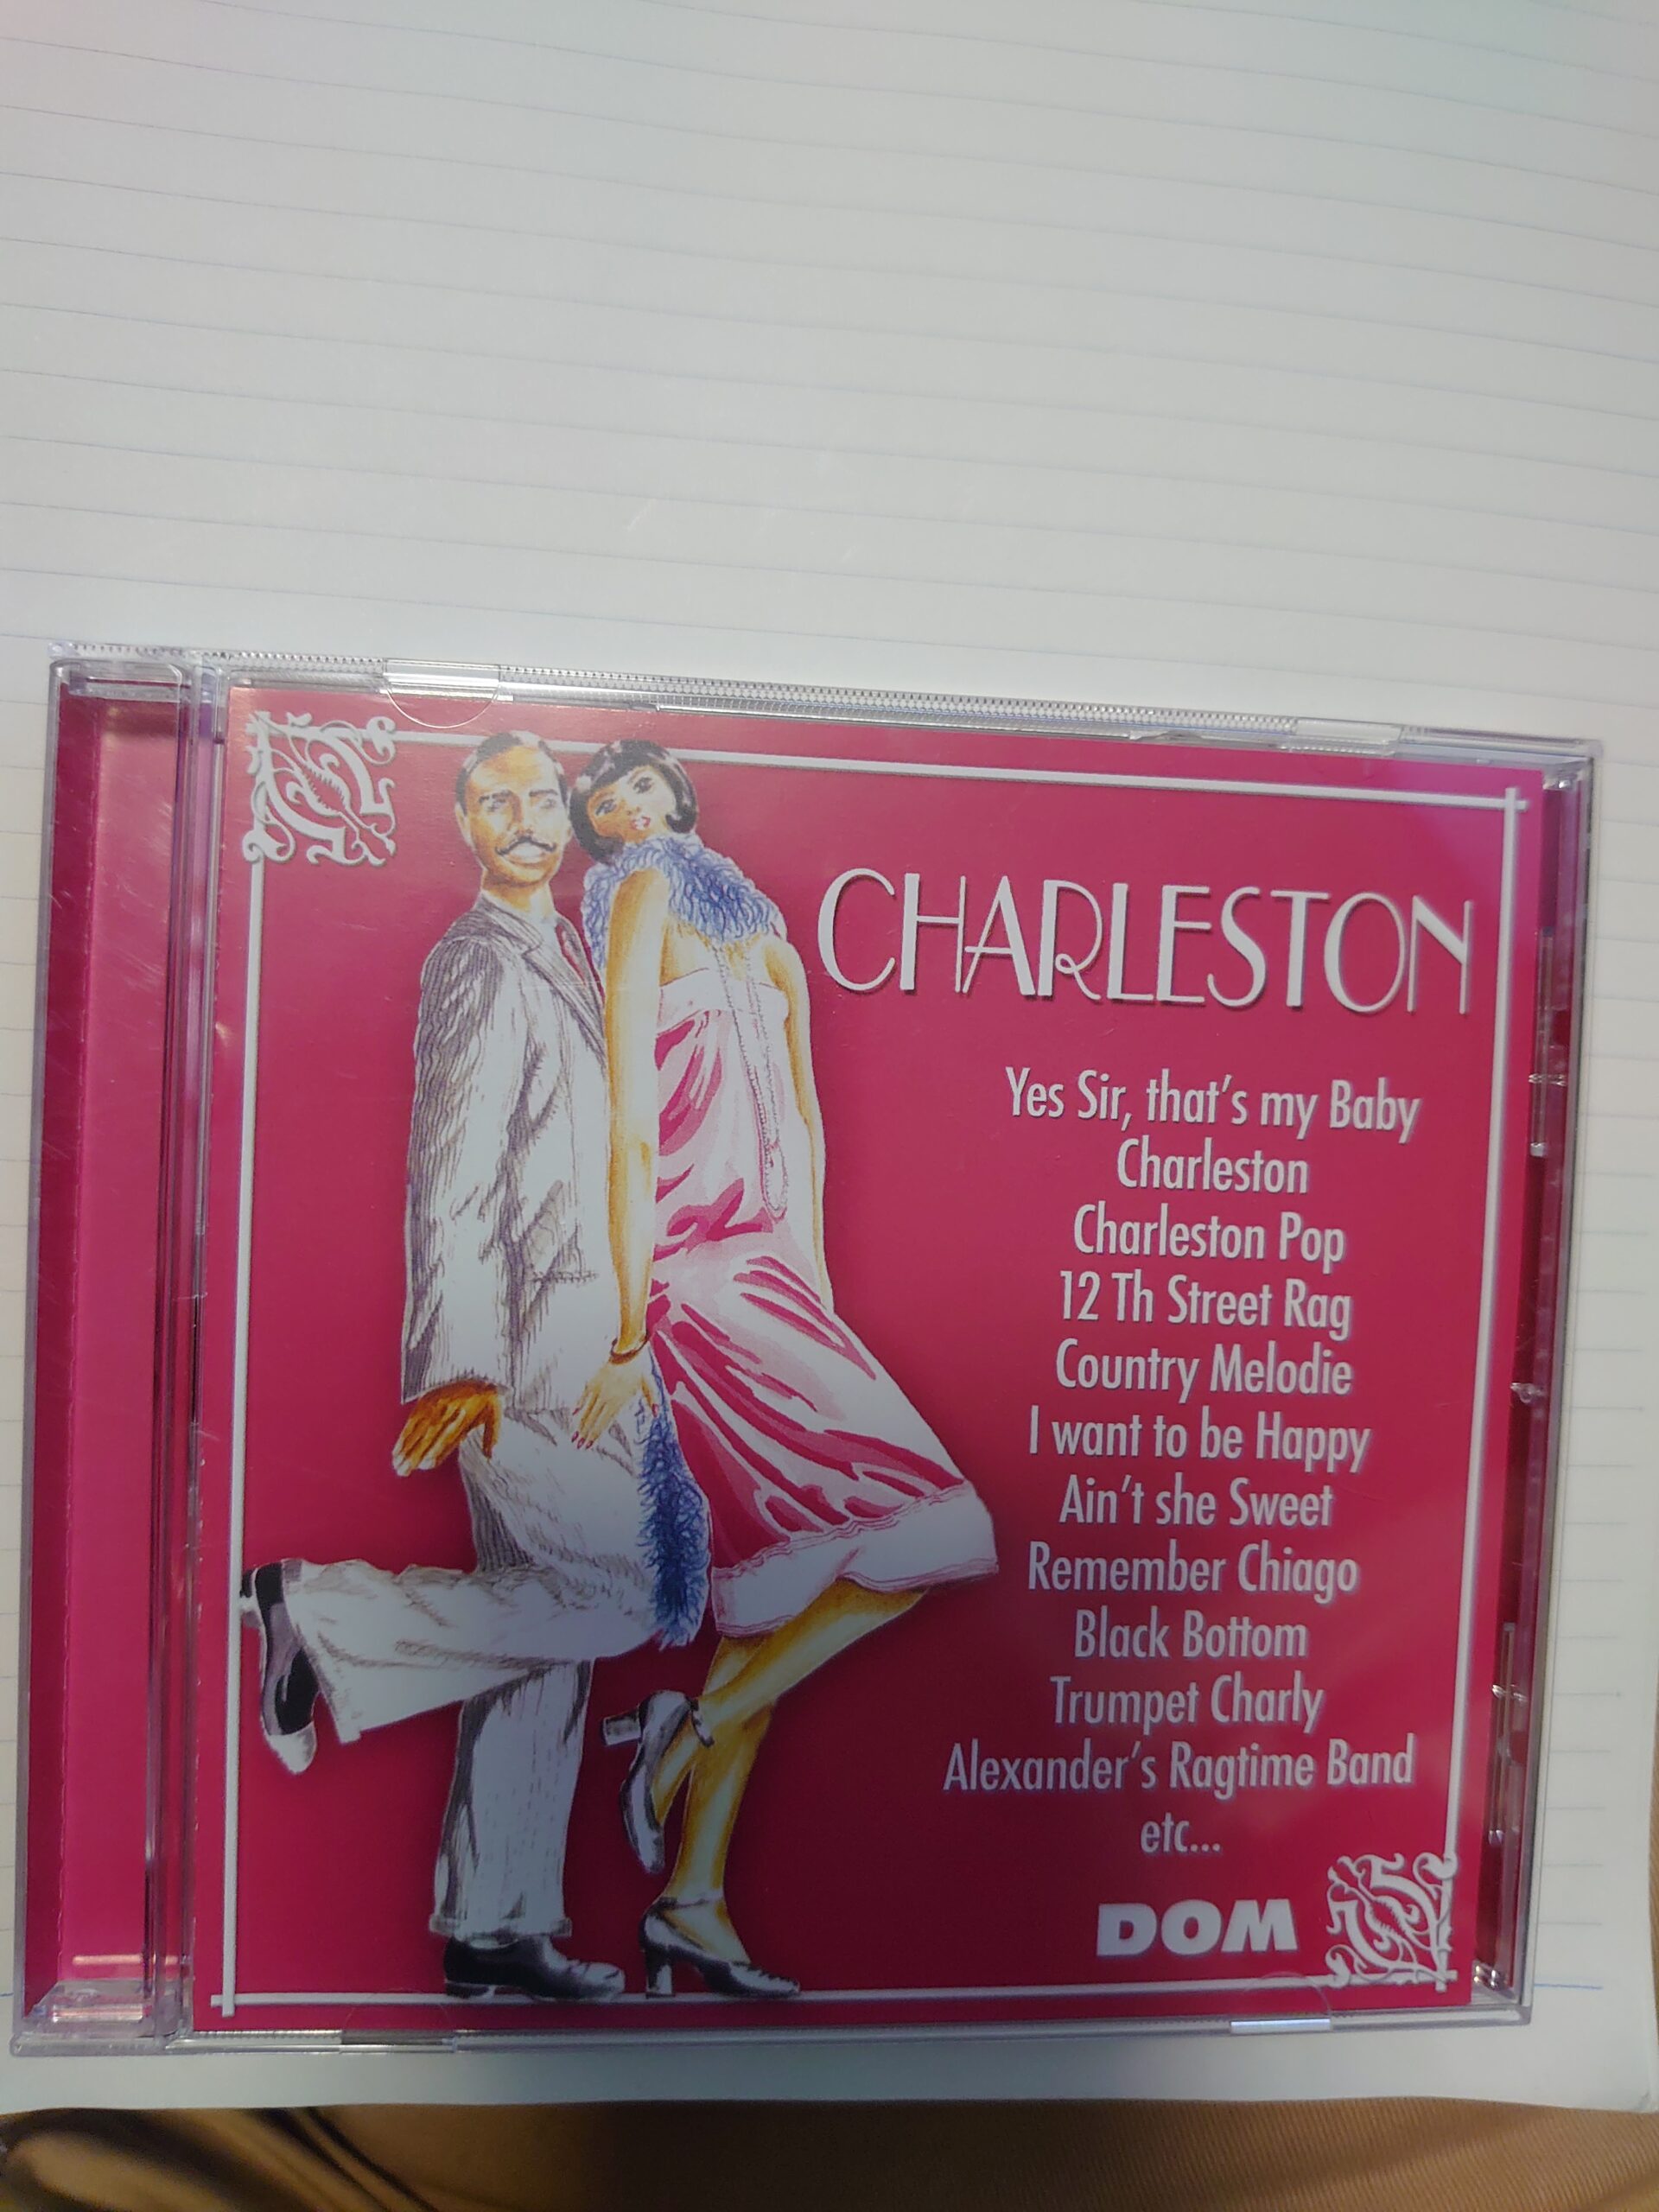 CHARLESTON
Yes Sir, that's my Baby
Charleston
Charleston Pop
12 Th Street Rag
Country Melodie
I want to be Happy
Ain't she Sweet
Remember Chiago
Black Bottom
Trumpet Charly
Alexander's Ragtime Band
etc...
DOM